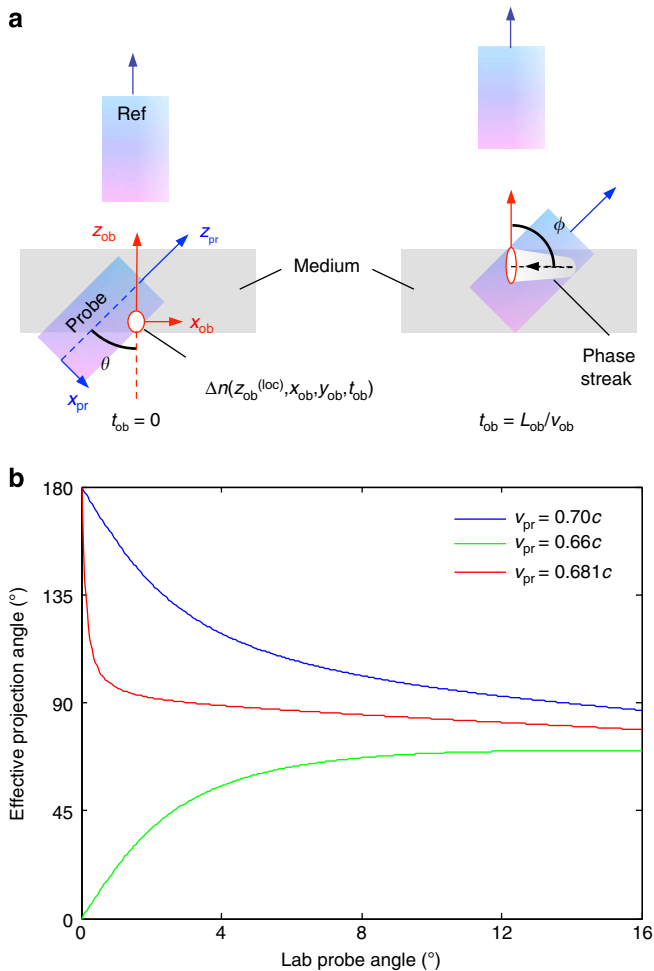 a
Ref
z_ob
z_pr
Probe
x_ob
θ
x_pr
Medium
ϕ
Phase
streak
Δn(z_ob^(loc),x_ob,y_ob,t_ob)
t_ob = 0
t_ob = L_ob/v_ob
b
180
135
90
45
0
v_pr = 0.70c
v_pr = 0.66c
v_pr = 0.681c
Effective projection angle (°)
0 4 8 12 16
Lab probe angle (°)